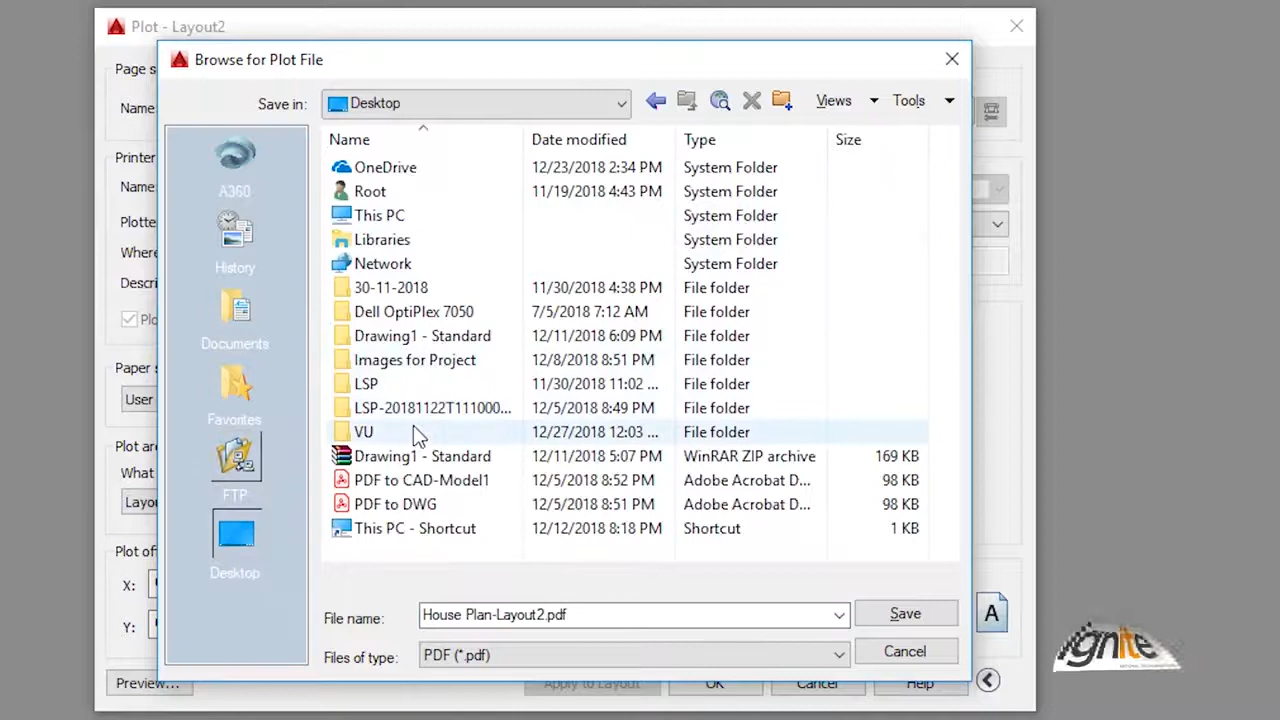 Plot - Layout2
Browse for Plot File
Page s
Save in:
Desktop
Views
Tools
Name
Name
Date modified
Type
Size
A360
History
Documents
Favorites
FTP
Desktop
OneDrive 12/23/2018 2:34 PM System Folder
Root 11/19/2018 4:43 PM System Folder
This PC System Folder
Libraries System Folder
Network System Folder
30-11-2018 11/30/2018 4:38 PM File folder
Dell OptiPlex 7050 7/5/2018 7:12 AM File folder
Drawing1 - Standard 12/11/2018 6:09 PM File folder
Images for Project 12/8/2018 8:51 PM File folder
LSP 11/30/2018 11:02 ... File folder
LSP-20181122T111000... 12/5/2018 8:49 PM File folder
VU 12/27/2018 12:03 ... File folder
Drawing1 - Standard 12/11/2018 5:07 PM WinRAR ZIP archive 169 KB
PDF to CAD-Model1 12/5/2018 8:52 PM Adobe Acrobat D... 98 KB
PDF to DWG 12/5/2018 8:51 PM Adobe Acrobat D... 98 KB
This PC - Shortcut 12/12/2018 8:18 PM Shortcut 1 KB
Printer
Name:
Plotte
Where
Descri
Plo
Paper s
User
Plot are
What
Layou
Plot of
X:
Y:
File name: House Plan-Layout2.pdf Save
Files of type: PDF (*.pdf) Cancel
A
Preview...
Apply to Layout
OK
Cancel
Help
ignite